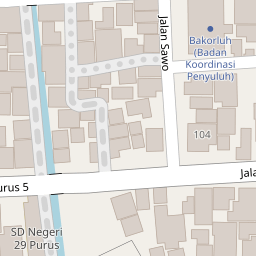 Jalan Sawo
Bakorluh
(Badan
Koordinasi
Penyuluh)
104
urus 5
Jala
SD Negeri
29 Purus